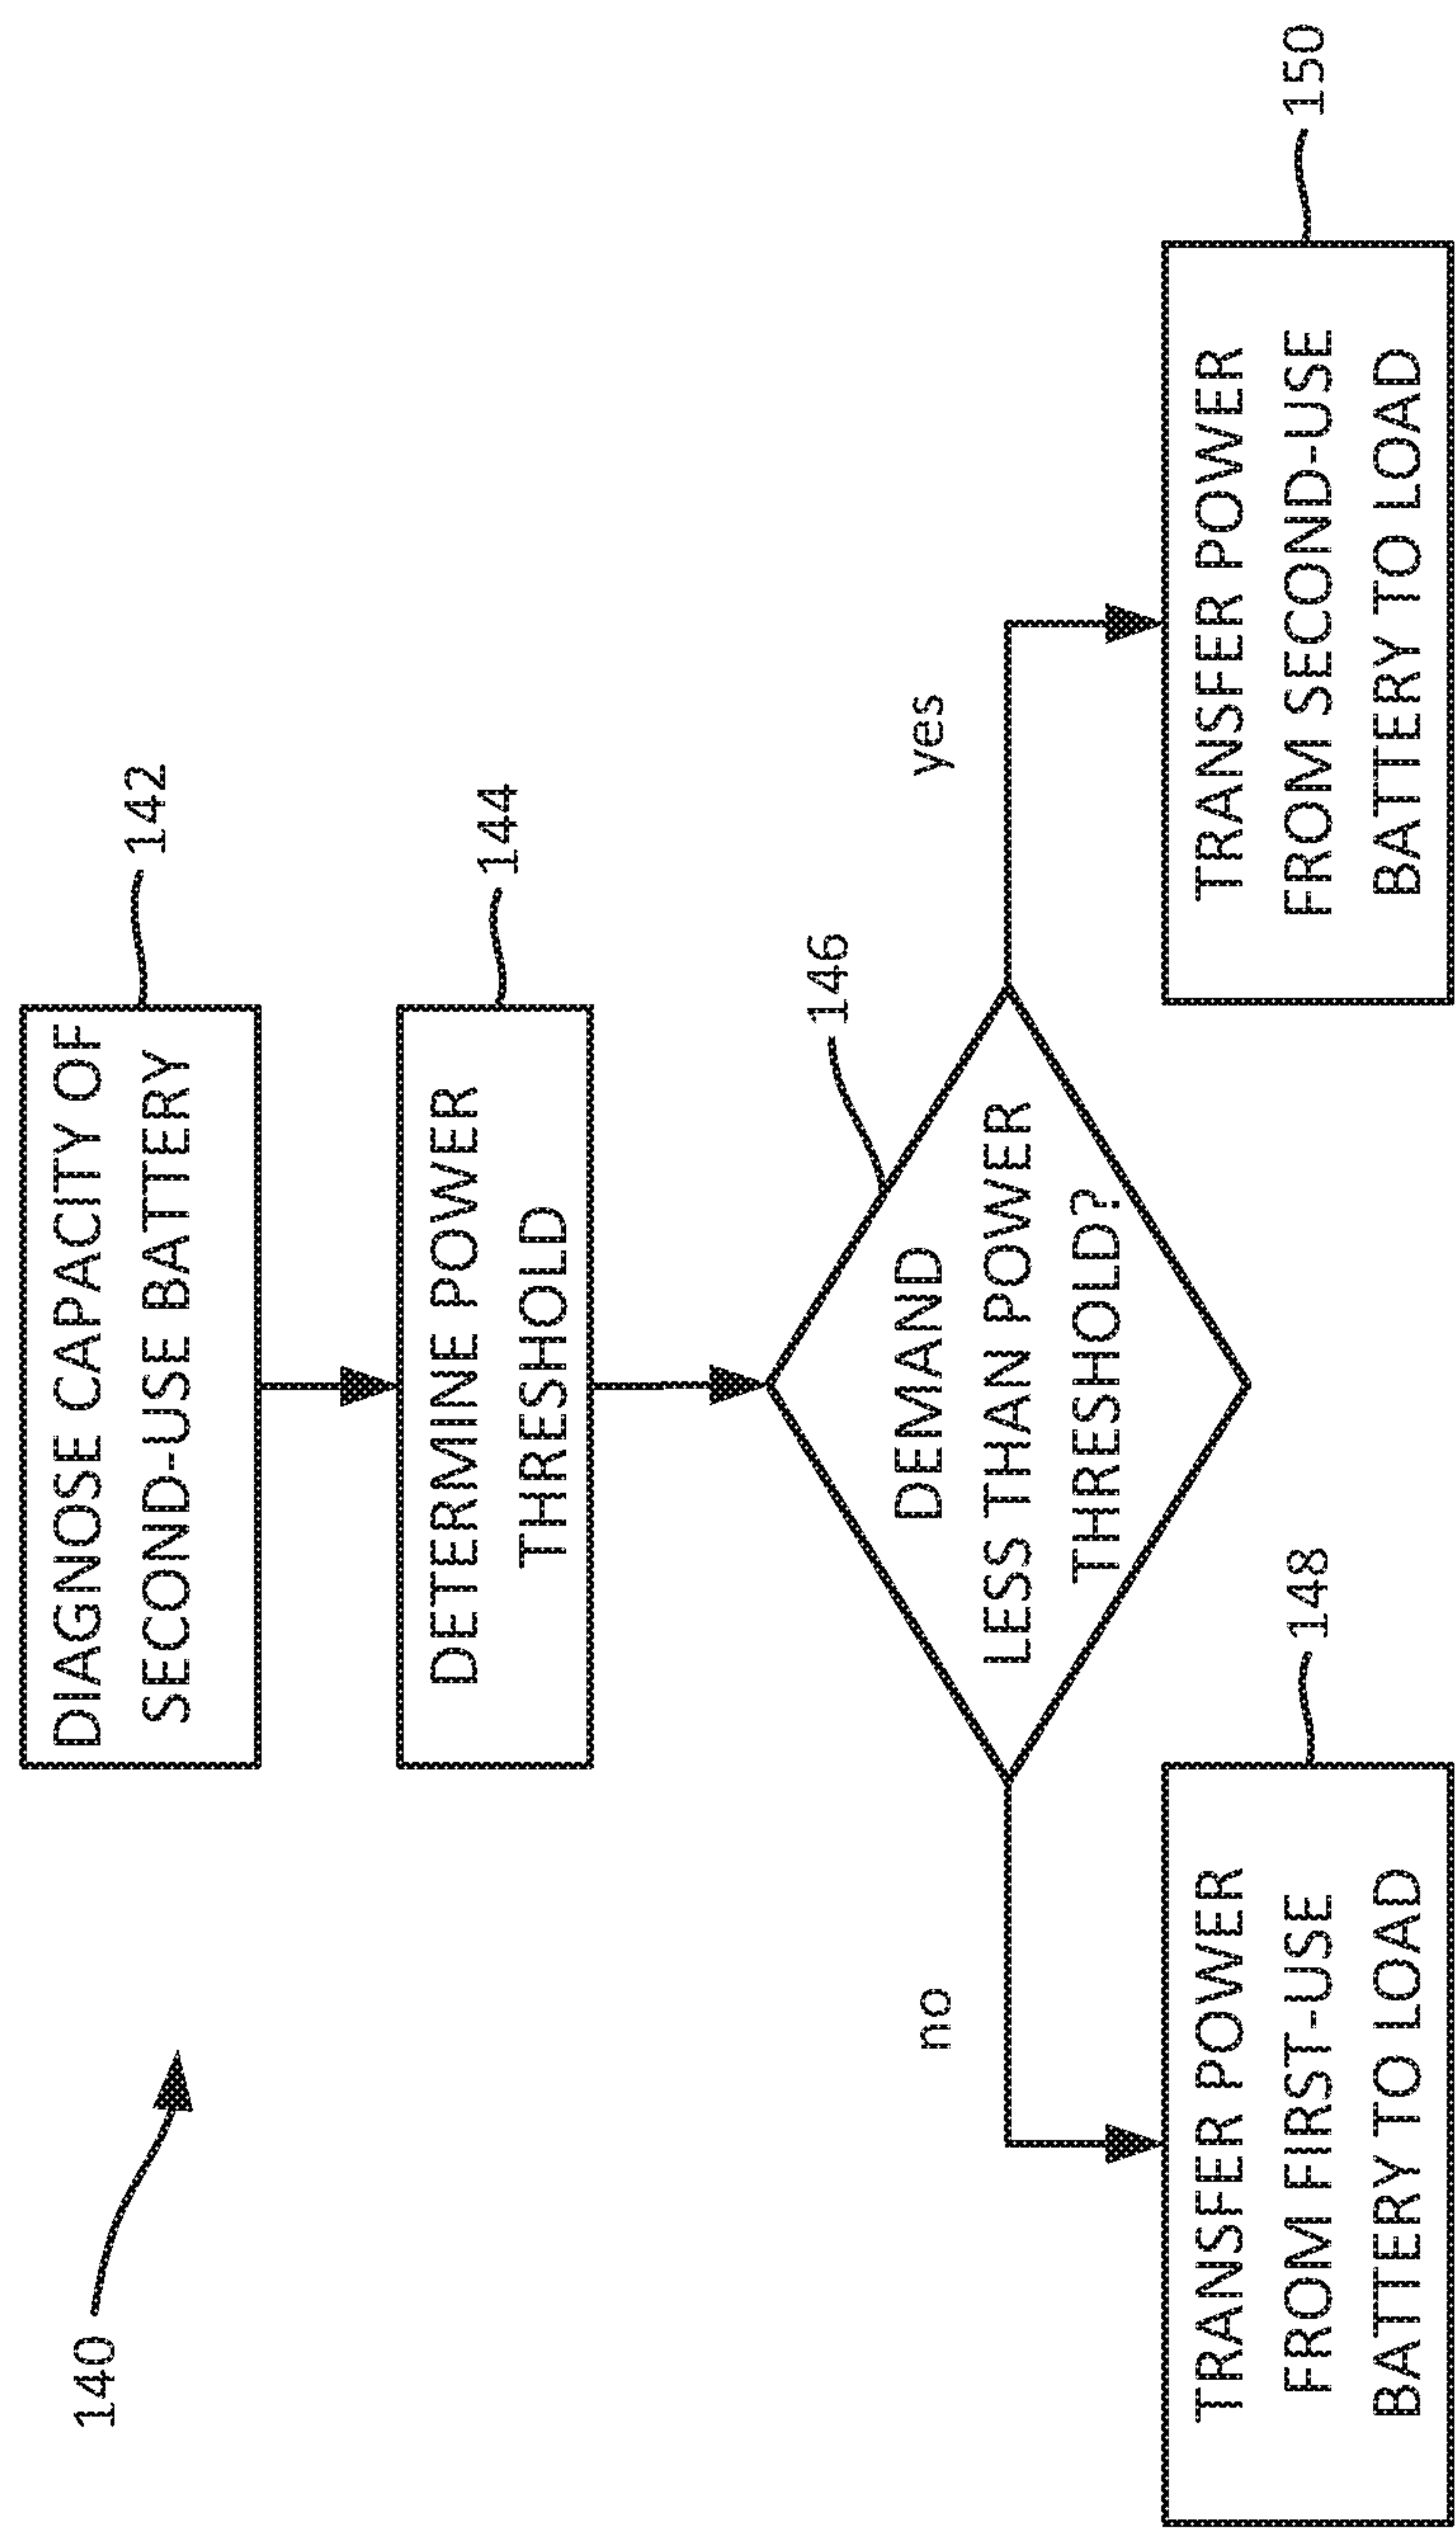 140
DIAGNOSE CAPACITY OF
SECOND-USE BATTERY
142
DETERMINE POWER
THRESHOLD
144
DEMAND
LESS THAN POWER
THRESHOLD?
146
no
yes
TRANSFER POWER
FROM FIRST-USE
BATTERY TO LOAD
148
TRANSFER POWER
FROM SECOND-USE
BATTERY TO LOAD
150